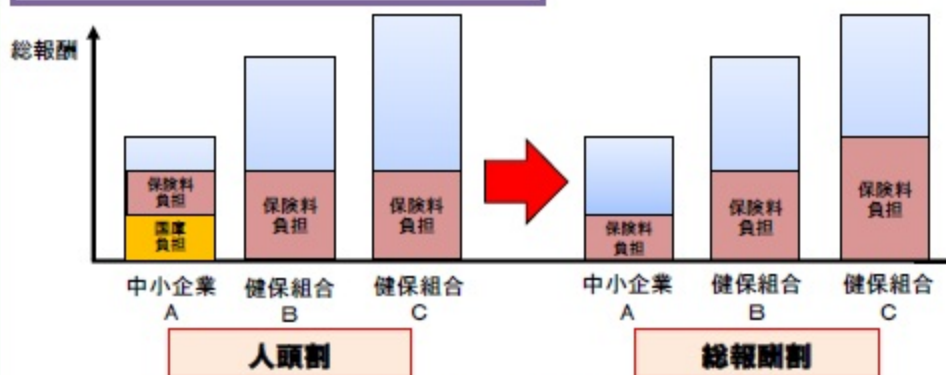 総報酬
保険料
負担
国庫
負担
保険料
負担
保険料
負担
保険料
負担
保険料
負担
保険料
負担
中小企業
A
健保組合
B
健保組合
C
中小企業
A
健保組合
B
健保組合
C
人頭割
総報酬割